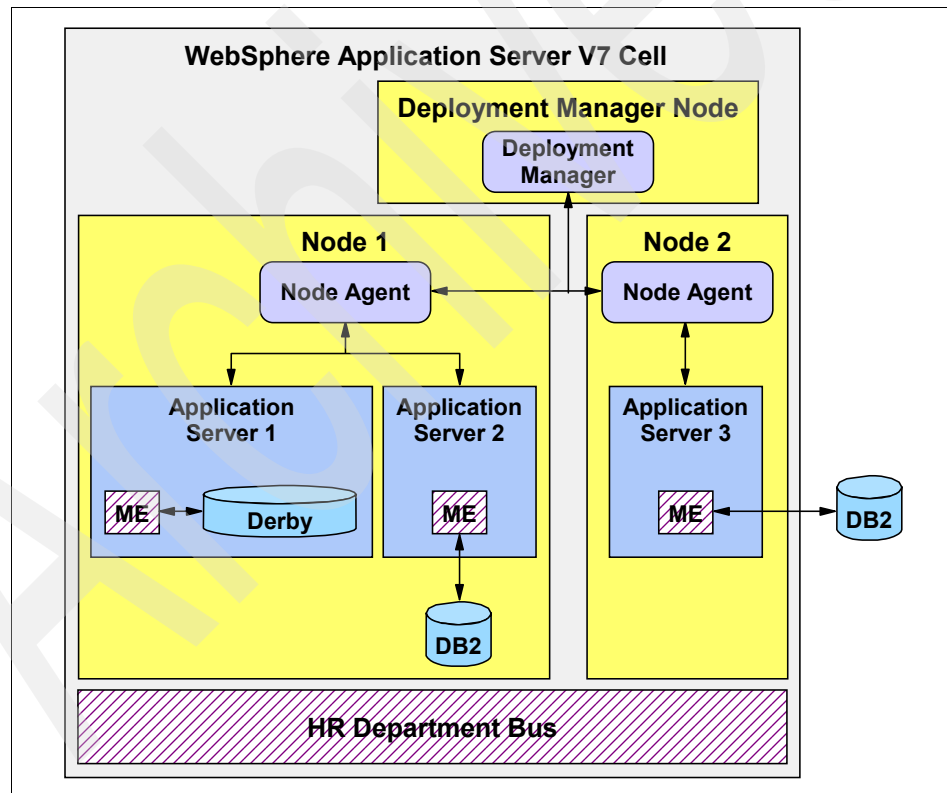 WebSphere Application Server V7 Cell
Deployment Manager Node
Deployment
Manager
Node 1
Node Agent
Application
Server 1
ME
Derby
Application
Server 2
ME
DB2
Node 2
Node Agent
Application
Server 3
ME
DB2
HR Department Bus